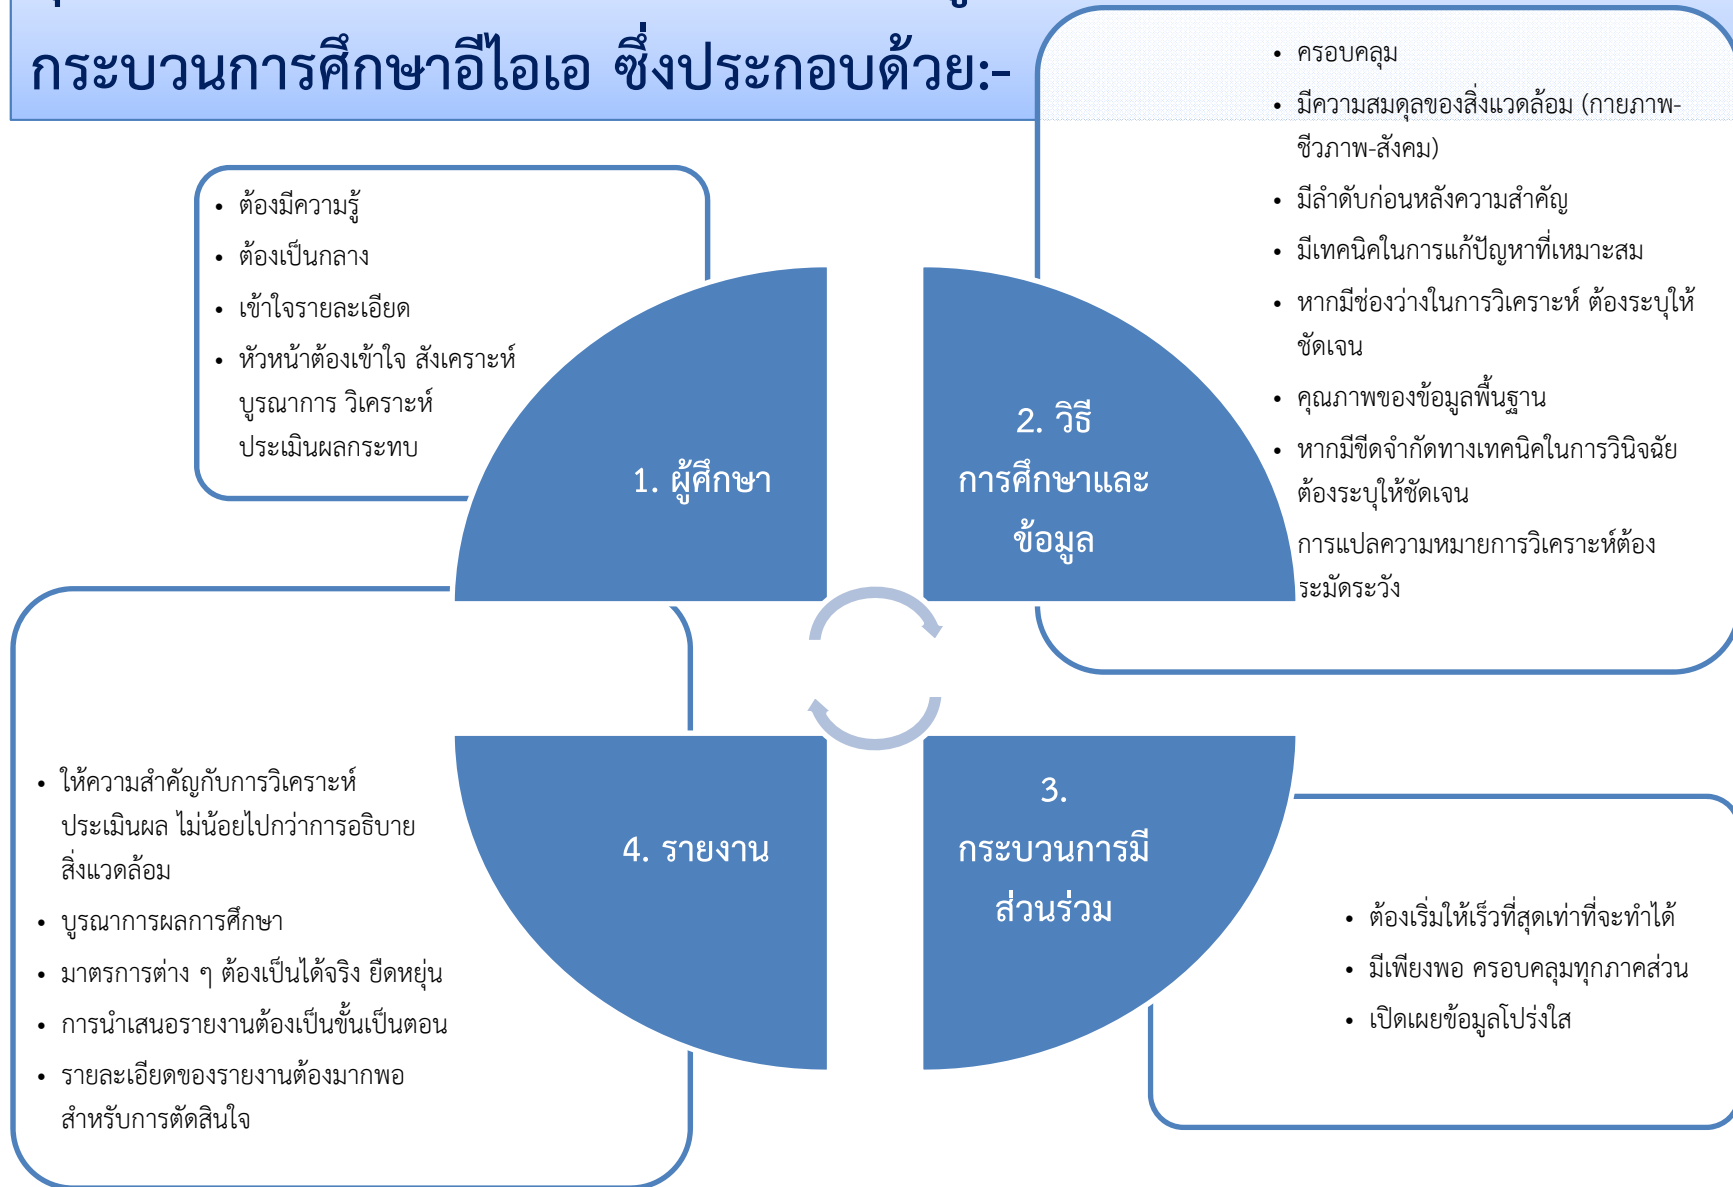 กระบวนการศึกษาอีไอเอ ซึ่งประกอบด้วย:-
• ต้องมีความรู้
• ต้องเป็นกลาง
• เข้าใจรายละเอียด
• หัวหน้าต้องเข้าใจ สังเคราะห์
บูรณาการ วิเคราะห์
ประเมินผลกระทบ
1. ผู้ศึกษา
• ครอบคลุม
• มีความสมดุลของสิ่งแวดล้อม (กายภาพ-
ชีวภาพ-สังคม)
• มีลำดับก่อนหลังความสำคัญ
• มีเทคนิคในการแก้ปัญหาที่เหมาะสม
• หากมีช่องว่างในการวิเคราะห์ ต้องระบุให้
ชัดเจน
• คุณภาพของข้อมูลพื้นฐาน
• หากมีขีดจำกัดทางเทคนิคในการวินิจฉัย
ต้องระบุให้ชัดเจน
การแปลความหมายการวิเคราะห์ต้อง
ระมัดระวัง
2. วิธี
การศึกษาและ
ข้อมูล
3.
กระบวนการมี
ส่วนร่วม
• ต้องเริ่มให้เร็วที่สุดเท่าที่จะทำได้
• มีเพียงพอ ครอบคลุมทุกภาคส่วน
• เปิดเผยข้อมูลโปร่งใส
4. รายงาน
• ให้ความสำคัญกับการวิเคราะห์
ประเมินผล ไม่น้อยไปกว่าการอธิบาย
สิ่งแวดล้อม
• บูรณาการผลการศึกษา
• มาตรการต่าง ๆ ต้องเป็นได้จริง ยืดหยุ่น
• การนำเสนอรายงานต้องเป็นขั้นเป็นตอน
• รายละเอียดของรายงานต้องมากพอ
สำหรับการตัดสินใจ